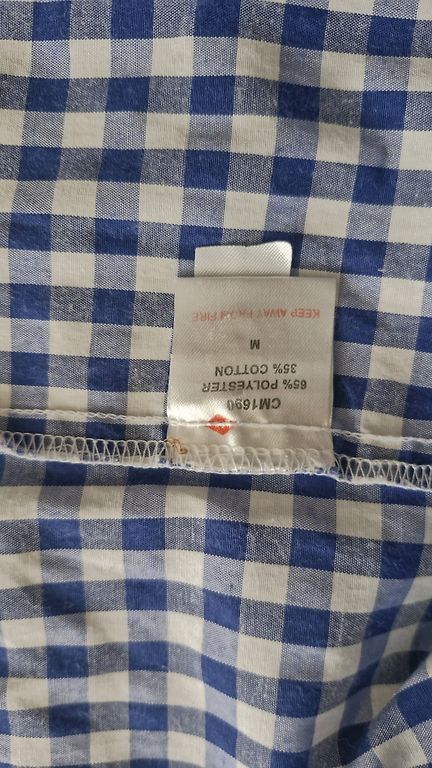 CM1690
65% POLYESTER
35% COTTON
M
KEEP AWAY FROM FIRE